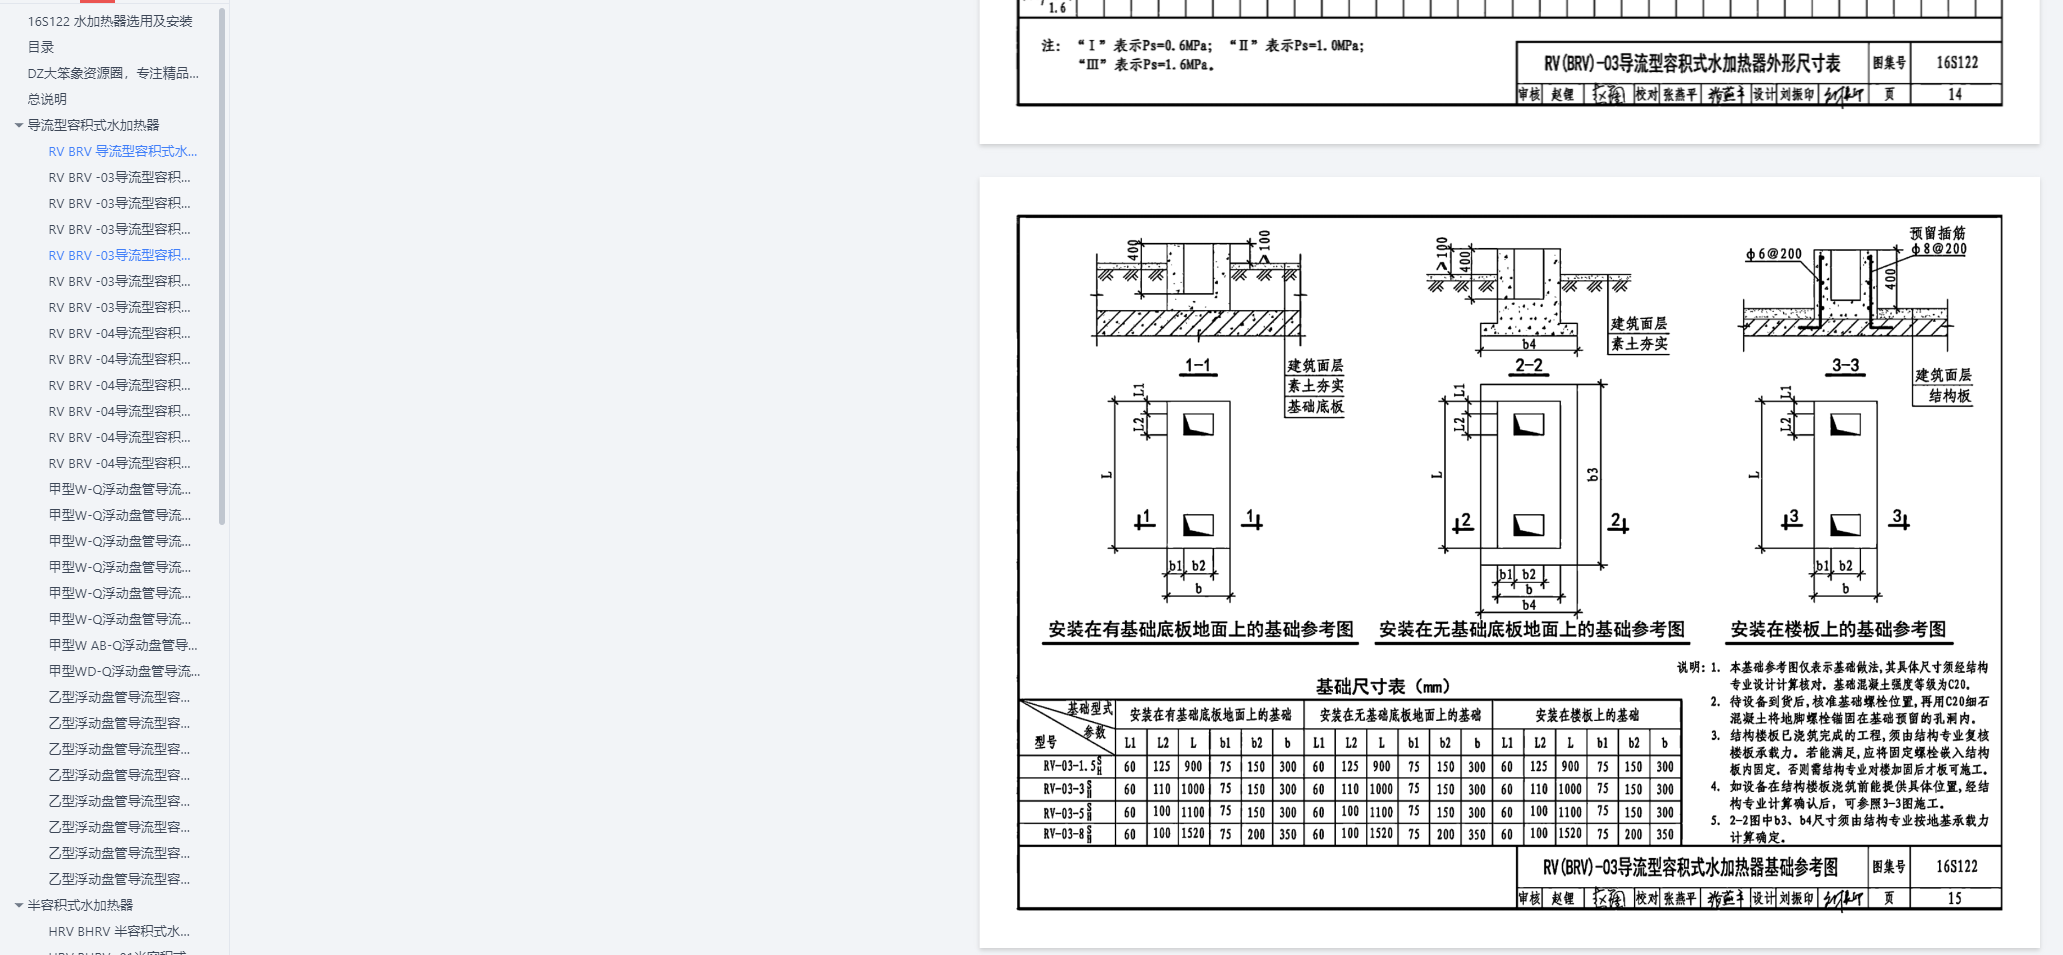 16S122 水加热器选用及安装
目录
DZ大笨象资源圈，专注精品...
总说明
导流型容积式水加热器
RV BRV 导流型容积式水...
RV BRV -03导流型容积...
RV BRV -03导流型容积...
RV BRV -03导流型容积...
RV BRV -03导流型容积...
RV BRV -03导流型容积...
RV BRV -03导流型容积...
RV BRV -04导流型容积...
RV BRV -04导流型容积...
RV BRV -04导流型容积...
RV BRV -04导流型容积...
RV BRV -04导流型容积...
RV BRV -04导流型容积...
甲型W-Q浮动盘管导流...
甲型W-Q浮动盘管导流...
甲型W-Q浮动盘管导流...
甲型W-Q浮动盘管导流...
甲型W-Q浮动盘管导流...
甲型W-Q浮动盘管导流...
甲型W AB-Q浮动盘管导...
甲型WD-Q浮动盘管导流...
乙型浮动盘管导流型容...
乙型浮动盘管导流型容...
乙型浮动盘管导流型容...
乙型浮动盘管导流型容...
乙型浮动盘管导流型容...
乙型浮动盘管导流型容...
乙型浮动盘管导流型容...
乙型浮动盘管导流型容...
半容积式水加热器
HRV BHRV 半容积式水...
1.6
注: “Ⅰ”表示Ps=0.6MPa; “Ⅱ”表示Ps=1.0MPa;
“Ⅲ”表示Ps=1.6MPa。
RV(BRV)-03导流型容积式水加热器外形尺寸表 图集号 16S122
审核 赵锂 校对 张燕平 设计 刘振印 页 14
400 >100
建筑面层
素土夯实
基础底板
1-1
L1 L2 L
1 1
b1 b2
b
安装在有基础底板地面上的基础参考图
>100 400
建筑面层
素土夯实
b4
2-2
L1 L2 L b3
2 2
b1 b2
b
b4
安装在无基础底板地面上的基础参考图
预留插筋
ϕ6@200 ϕ8@200
400
3-3
建筑面层
结构板
L1 L2 L
3 3
b1 b2
b
安装在楼板上的基础参考图
基础尺寸表（mm）
基础型式 安装在有基础底板地面上的基础 安装在无基础底板地面上的基础 安装在楼板上的基础
参数
型号 L1 L2 L b1 b2 b L1 L2 L b1 b2 b L1 L2 L b1 b2 b
RV-03-1.5S/H 60 125 900 75 150 300 60 125 900 75 150 300 60 125 900 75 150 300
RV-03-3S/H 60 110 1000 75 150 300 60 110 1000 75 150 300 60 110 1000 75 150 300
RV-03-5S/H 60 100 1100 75 150 300 60 100 1100 75 150 300 60 100 1100 75 150 300
RV-03-8S/H 60 100 1520 75 200 350 60 100 1520 75 200 350 60 100 1520 75 200 350
说明: 1. 本基础参考图仅表示基础做法,其具体尺寸须经结构
专业设计计算核对。基础混凝土强度等级为C20。
2. 待设备到货后,核准基础螺栓位置,再用C20细石
混凝土将地脚螺栓锚固在基础预留的孔洞内。
3. 结构楼板已浇筑完成的工程,须由结构专业复核
楼板承载力。若能满足,应将固定螺栓嵌入结构
板内固定。否则需结构专业对楼加固后才板可施工。
4. 如设备在结构楼板浇筑前能提供具体位置,经结
构专业计算确认后，可参照3-3图施工。
5. 2-2图中b3、b4尺寸须由结构专业按地基承载力
计算确定。
RV(BRV)-03导流型容积式水加热器基础参考图 图集号 16S122
审核 赵锂 校对 张燕平 设计 刘振印 页 15